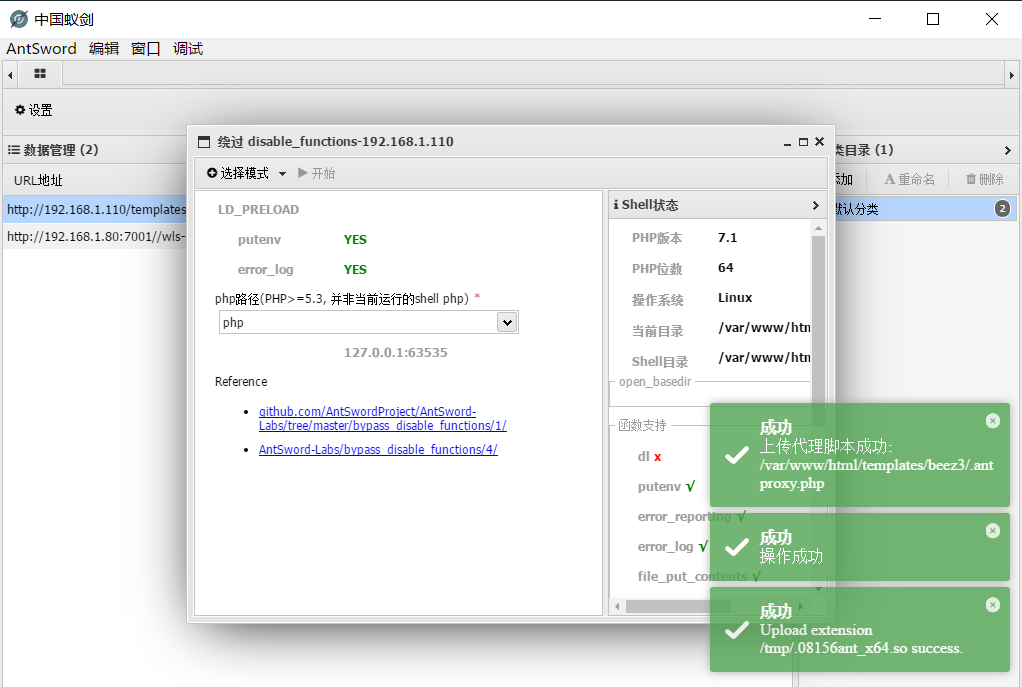 中国蚁剑
AntSword 编辑 窗口 调试
设置
数据管理 (2)
URL地址
http://192.168.1.110/templates
http://192.168.1.80:7001//wls-
绕过 disable_functions-192.168.1.110
选择模式 开始
LD_PRELOAD
putenv YES
error_log YES
php路径(PHP>=5.3, 并非当前运行的shell php) *
php
127.0.0.1:63535
Reference
github.com/AntSwordProject/AntSword-
Labs/tree/master/bypass_disable_functions/1/
AntSword-Labs/bypass_disable_functions/4/
Shell状态
PHP版本 7.1
PHP位数 64
操作系统 Linux
当前目录 /var/www/htm
Shell目录 /var/www/htm
open_basedir
函数支持
dl x
putenv √
error_reporting √
error_log √
file_put_contents √
类目录 (1)
添加 重命名 删除
默认分类 2
成功
上传代理脚本成功:
/var/www/html/templates/beez3/.ant
proxy.php
成功
操作成功
成功
Upload extension
/tmp/.08156ant_x64.so success.